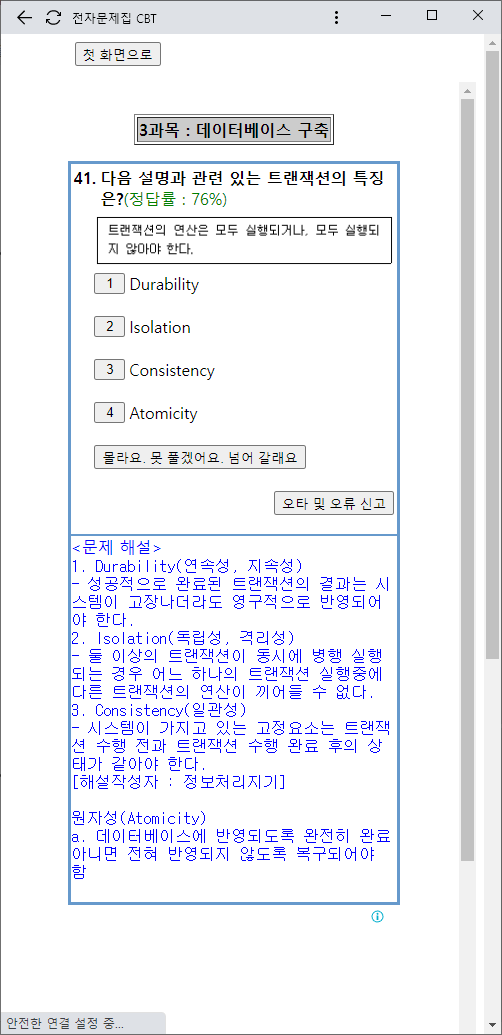 전자문제집 CBT
첫 화면으로
3과목 : 데이터베이스 구축
41. 다음 설명과 관련 있는 트랜잭션의 특징
은?(정답률 : 76%)
트랜잭션의 연산은 모두 실행되거나, 모두 실행되
지 않아야 한다.
1 Durability
2 Isolation
3 Consistency
4 Atomicity
몰라요. 못 풀겠어요. 넘어 갈래요
오타 및 오류 신고
<문제 해설>
1. Durability(연속성, 지속성)
- 성공적으로 완료된 트랜잭션의 결과는 시
스템이 고장나더라도 영구적으로 반영되어
야 한다.
2. Isolation(독립성, 격리성)
- 둘 이상의 트랜잭션이 동시에 병행 실행
되는 경우 어느 하나의 트랜잭션 실행중에
다른 트랜잭션의 연산이 끼어들 수 없다.
3. Consistency(일관성)
- 시스템이 가지고 있는 고정요소는 트랜잭
션 수행 전과 트랜잭션 수행 완료 후의 상
태가 같아야 한다.
[해설작성자 : 정보처리지기]
원자성(Atomicity)
a. 데이터베이스에 반영되도록 완전히 완료
아니면 전혀 반영되지 않도록 복구되어야
함
안전한 연결 설정 중...